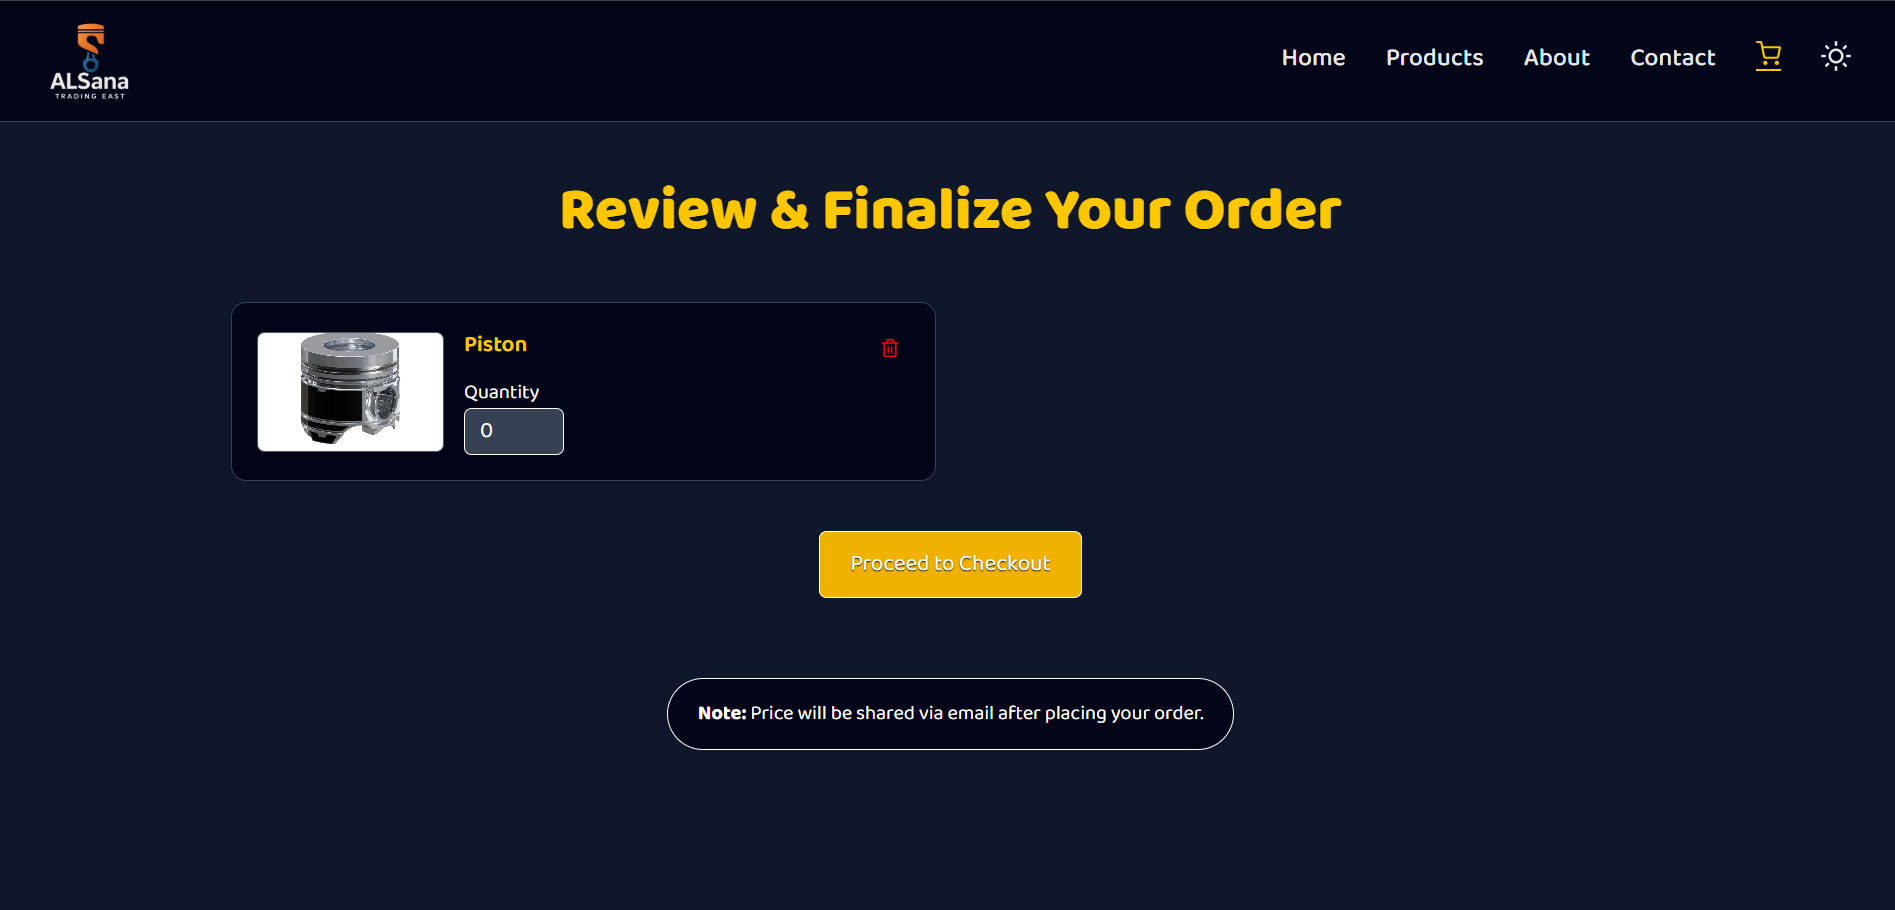 ALSana
TRADING EAST
Home Products About Contact
Review & Finalize Your Order
Piston
Quantity
0
Proceed to Checkout
Note: Price will be shared via email after placing your order.